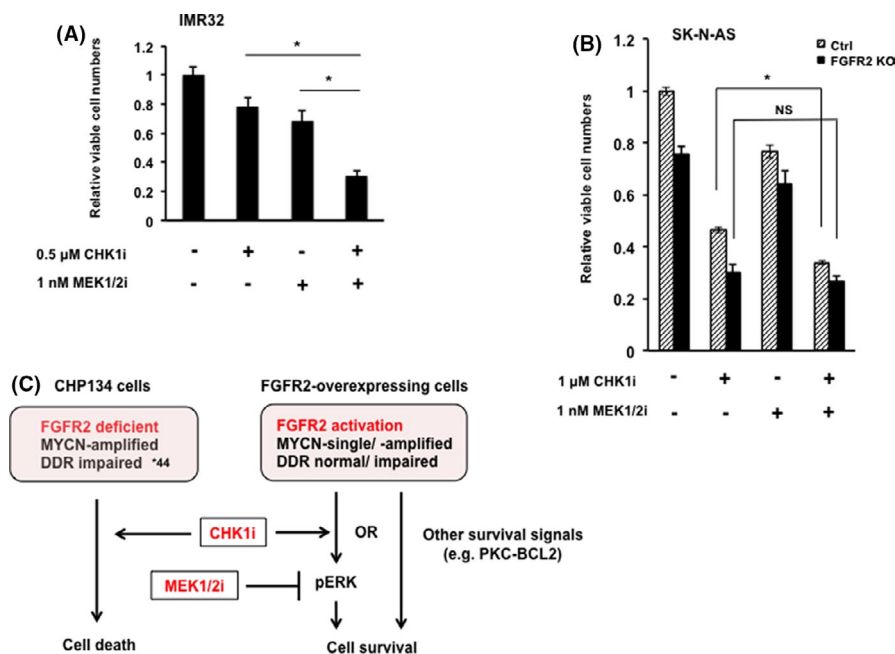 (A)
IMR32
Relative viable cell numbers
1.2
1
0.8
0.6
0.4
0.2
0
*
*
0.5 µM CHK1i - + - +
1 nM MEK1/2i - - + +
(B)
SK-N-AS
Ctrl
FGFR2 KO
Relative viable cell numbers
1.2
1
0.8
0.6
0.4
0.2
0
*
NS
1 µM CHK1i - + - +
1 nM MEK1/2i - - + +
(C)
CHP134 cells
FGFR2 deficient
MYCN-amplified
DDR impaired *44
FGFR2-overexpressing cells
FGFR2 activation
MYCN-single/ -amplified
DDR normal/ impaired
CHK1i
OR
Other survival signals
(e.g. PKC-BCL2)
MEK1/2i
pERK
Cell death
Cell survival